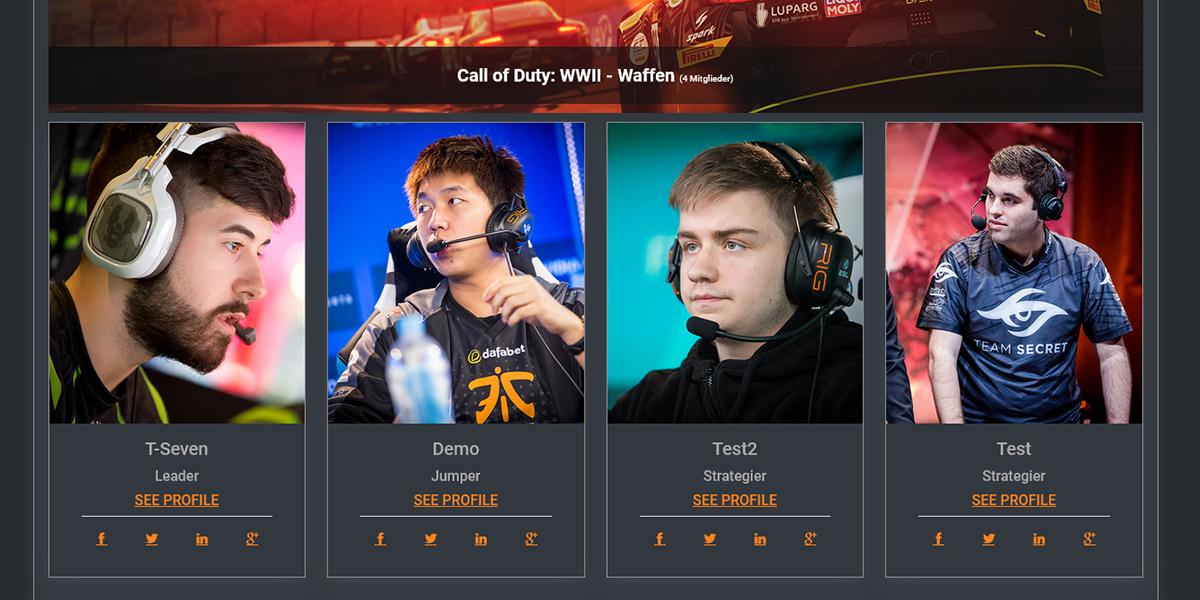 LUPARG
LIQUI
MOLY
spark
PIRELLI
Call of Duty: WWII - Waffen (4 Mitglieder)
dafabet
RIG
ESL
TEAM SECRET
T-Seven
Demo
Test2
Test
Leader
Jumper
Strategier
Strategier
SEE PROFILE
SEE PROFILE
SEE PROFILE
SEE PROFILE